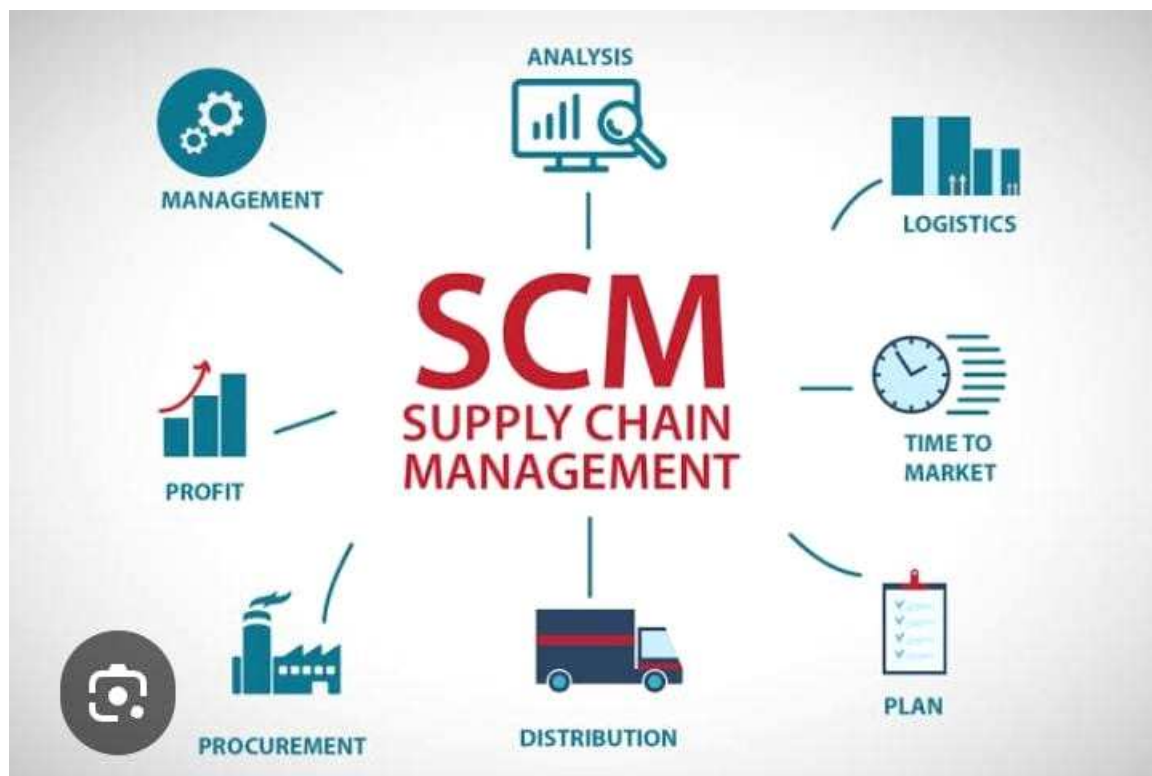 ANALYSIS
MANAGEMENT
LOGISTICS
SCM
SUPPLY CHAIN
MANAGEMENT
TIME TO
MARKET
PROFIT
PLAN
PROCUREMENT
DISTRIBUTION